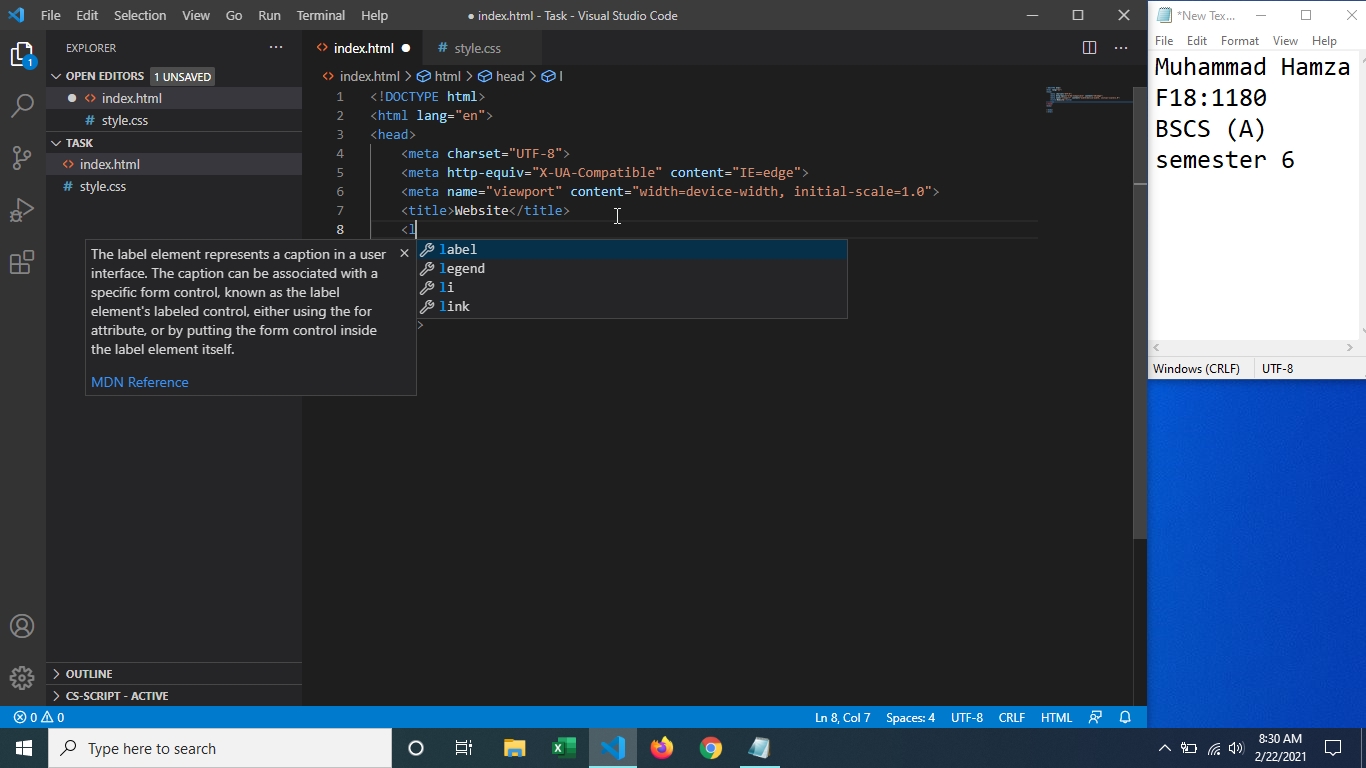 File Edit Selection View Go Run Terminal Help
● index.html - Task - Visual Studio Code
EXPLORER
OPEN EDITORS 1 UNSAVED
index.html
# style.css
TASK
index.html
# style.css
OUTLINE
CS-SCRIPT - ACTIVE
1
index.html ●
# style.css
index.html > html > head > l
1 <!DOCTYPE html>
2 <html lang="en">
3 <head>
4 <meta charset="UTF-8">
5 <meta http-equiv="X-UA-Compatible" content="IE=edge">
6 <meta name="viewport" content="width=device-width, initial-scale=1.0">
7 <title>Website</title>
8 <l
label
legend
li
link
>
The label element represents a caption in a user
interface. The caption can be associated with a
specific form control, known as the label
element's labeled control, either using the for
attribute, or by putting the form control inside
the label element itself.
MDN Reference
0 0
Ln 8, Col 7 Spaces: 4 UTF-8 CRLF HTML
*New Tex...
File Edit Format View Help
Muhammad Hamza
F18:1180
BSCS (A)
semester 6
Windows (CRLF) UTF-8
Type here to search
8:30 AM
2/22/2021